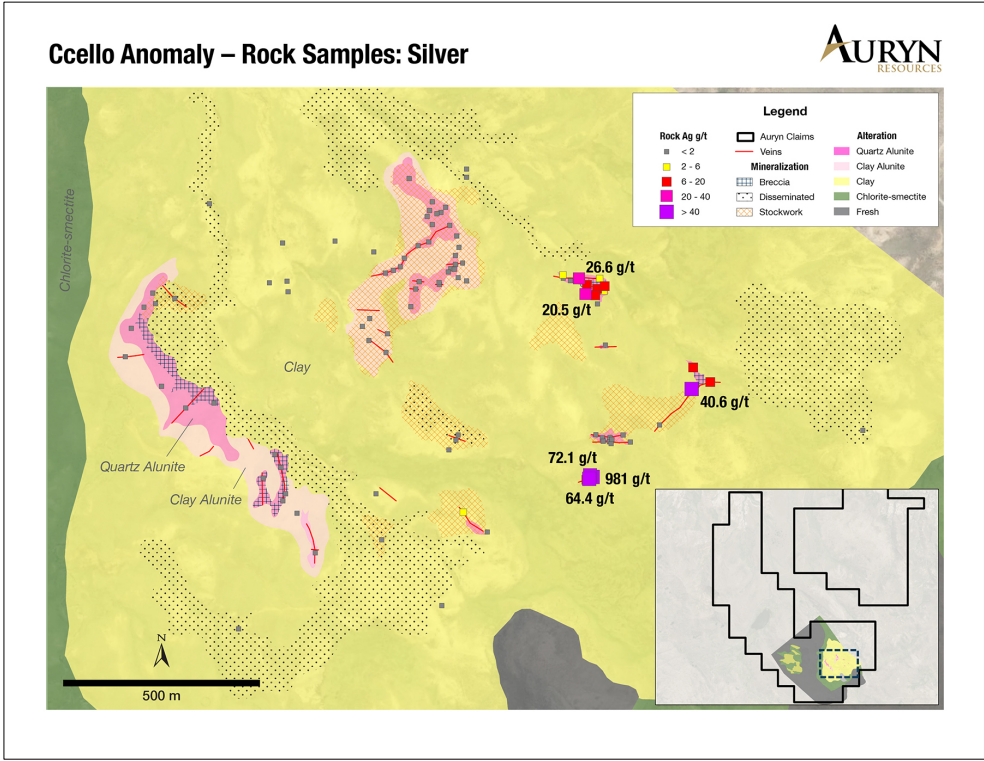 Ccello Anomaly – Rock Samples: Silver
AURYN
RESOURCES
Legend
Rock Ag g/t
< 2
2 - 6
6 - 20
20 - 40
> 40
Auryn Claims
Veins
Mineralization
Breccia
Disseminated
Stockwork
Alteration
Quartz Alunite
Clay Alunite
Clay
Chlorite-smectite
Fresh
Chlorite-smectite
26.6 g/t
20.5 g/t
Clay
40.6 g/t
Quartz Alunite
Clay Alunite
72.1 g/t
981 g/t
64.4 g/t
N
500 m